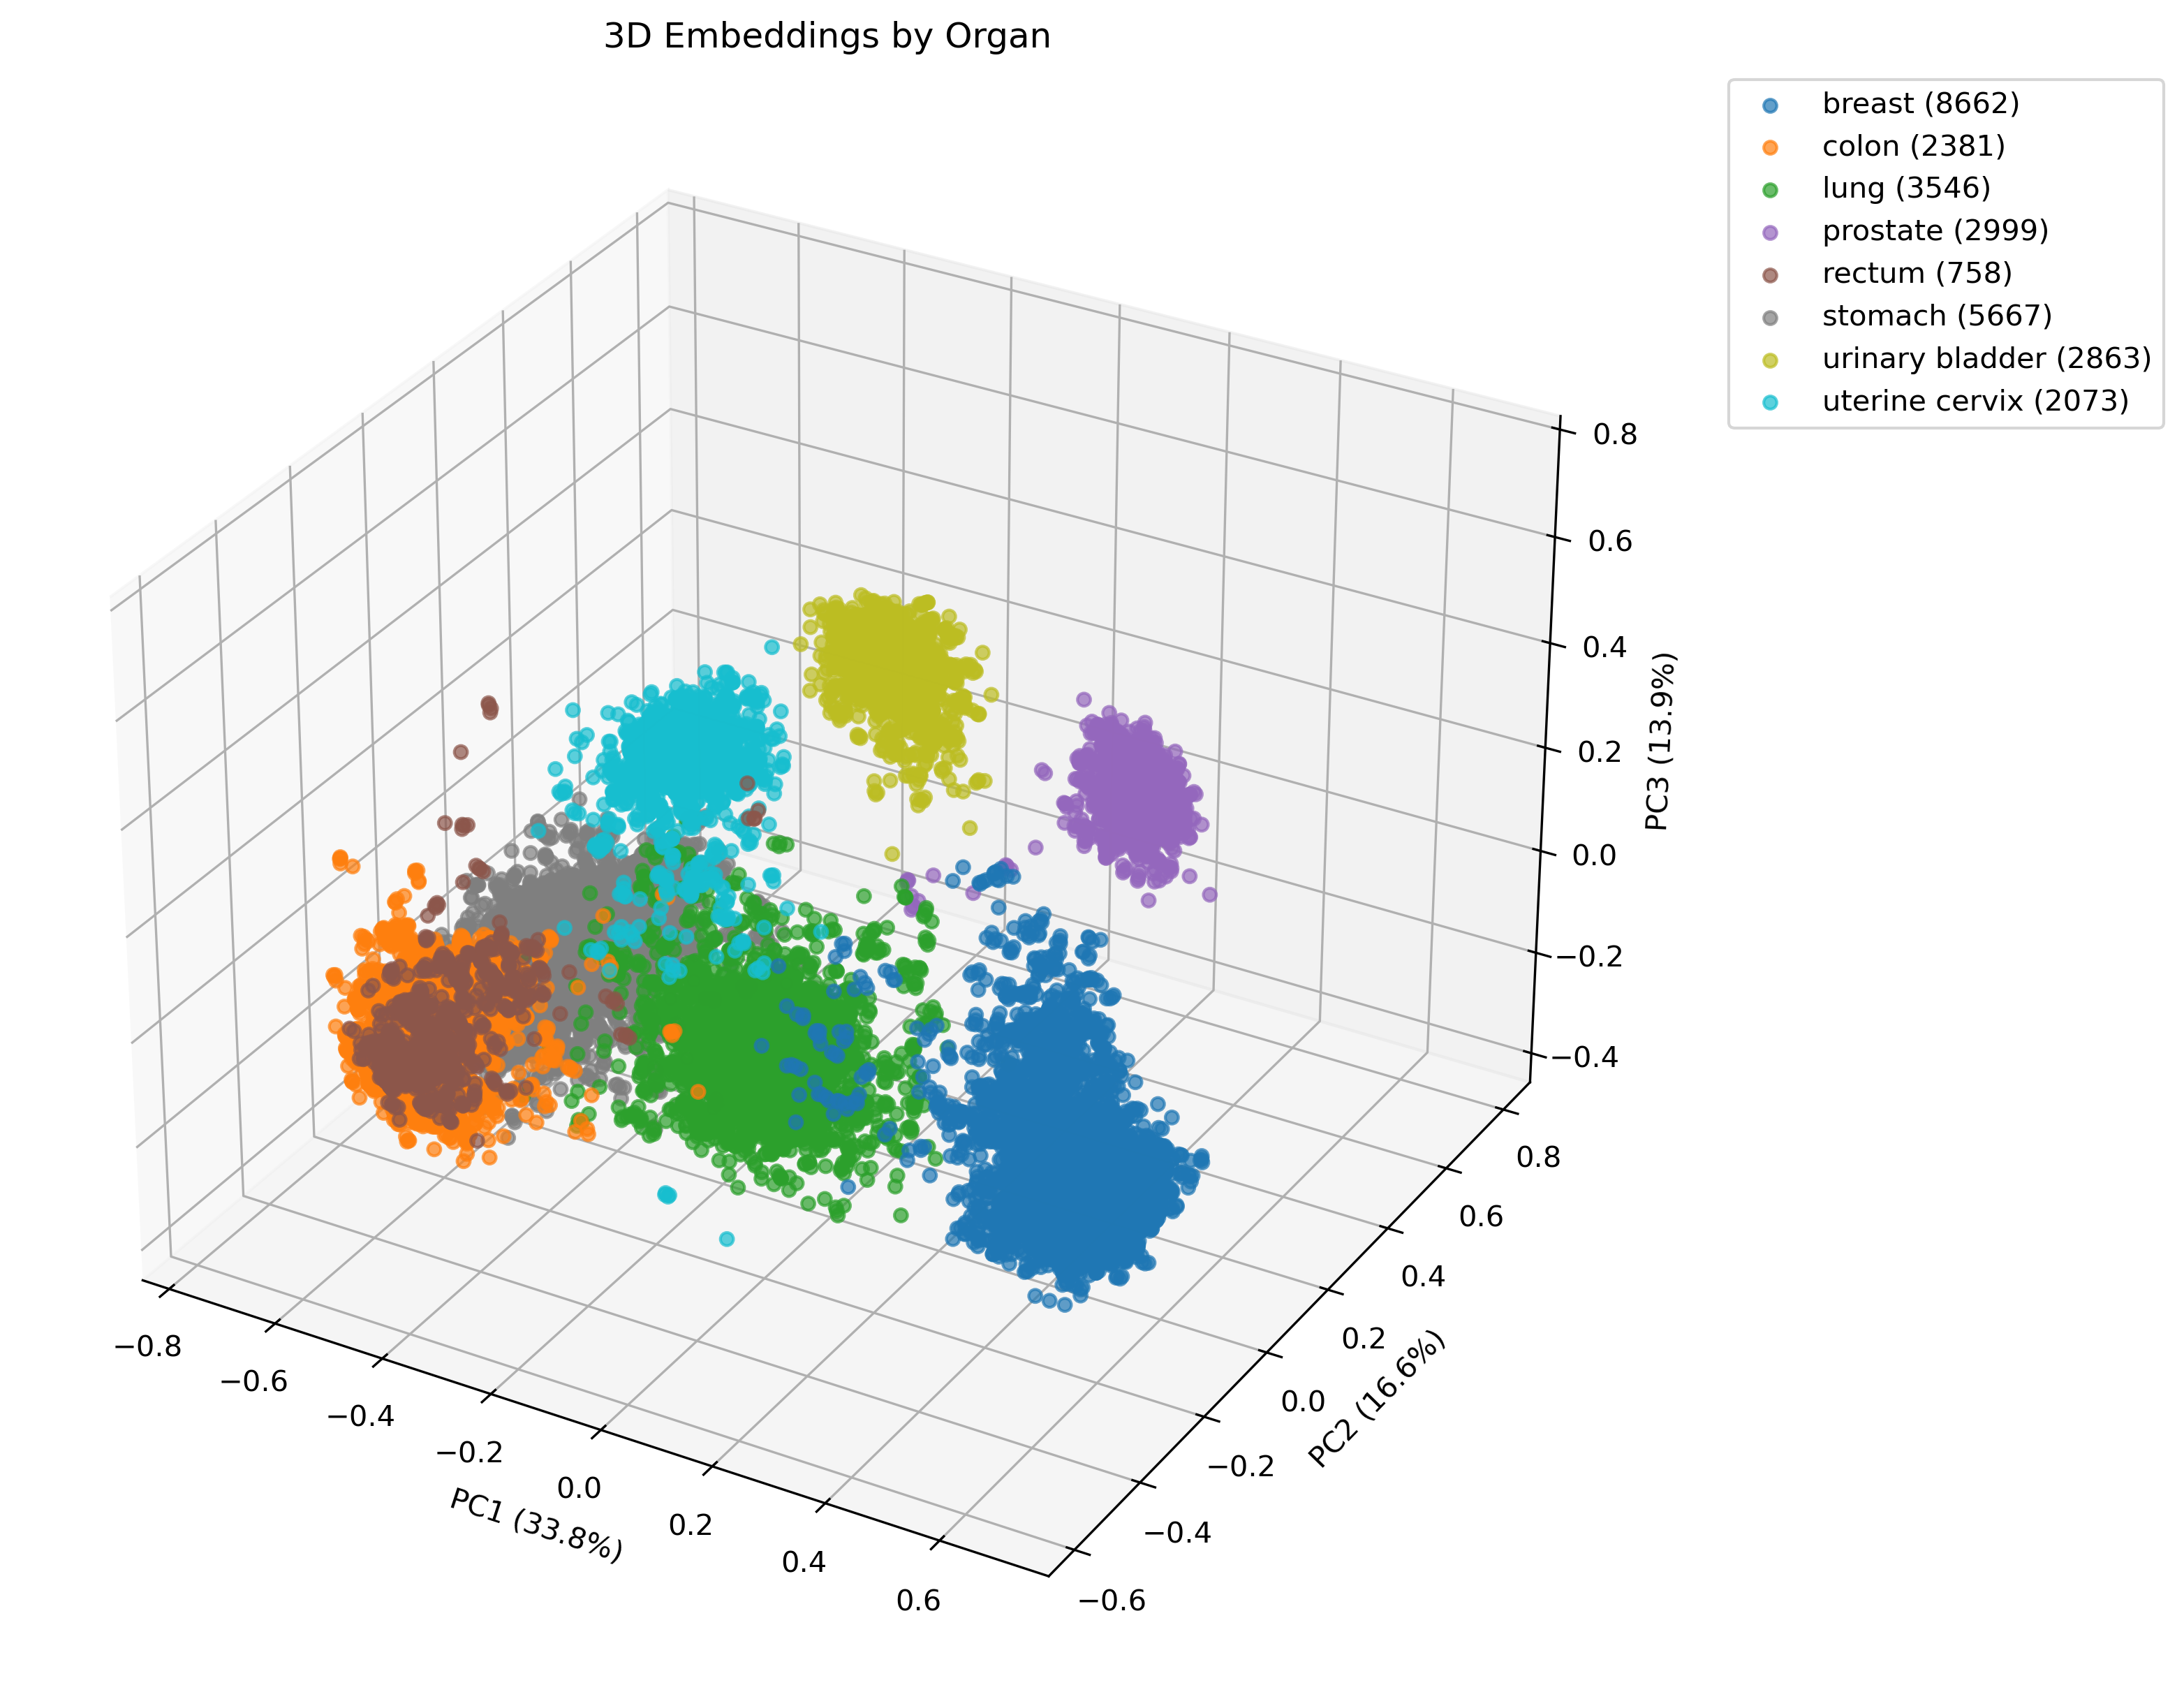 3D Embeddings by Organ
breast (8662)
colon (2381)
lung (3546)
prostate (2999)
rectum (758)
stomach (5667)
urinary bladder (2863)
uterine cervix (2073)
0.8
0.6
0.4
0.2
0.0
−0.2
−0.4
PC3 (13.9%)
0.8
0.6
0.4
0.2
0.0
−0.2
−0.4
−0.6
PC2 (16.6%)
−0.8
−0.6
−0.4
−0.2
0.0
0.2
0.4
0.6
PC1 (33.8%)